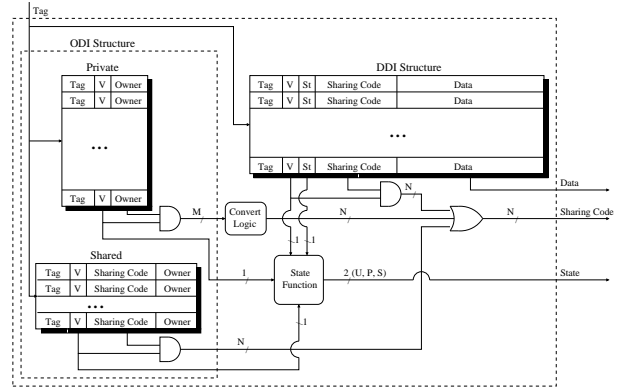 Tag
ODI Structure
Private
DDI Structure
Tag V Owner
Tag V Owner
...
Tag V Owner
Tag V St Sharing Code Data
Tag V St Sharing Code Data
...
Tag V St Sharing Code Data
N
Data
M
Convert
Logic
N
N
Sharing Code
1
1
Shared
Tag V Sharing Code Owner
Tag V Sharing Code Owner
...
Tag V Sharing Code Owner
1
State
Function
2 (U, P, S)
State
1
N